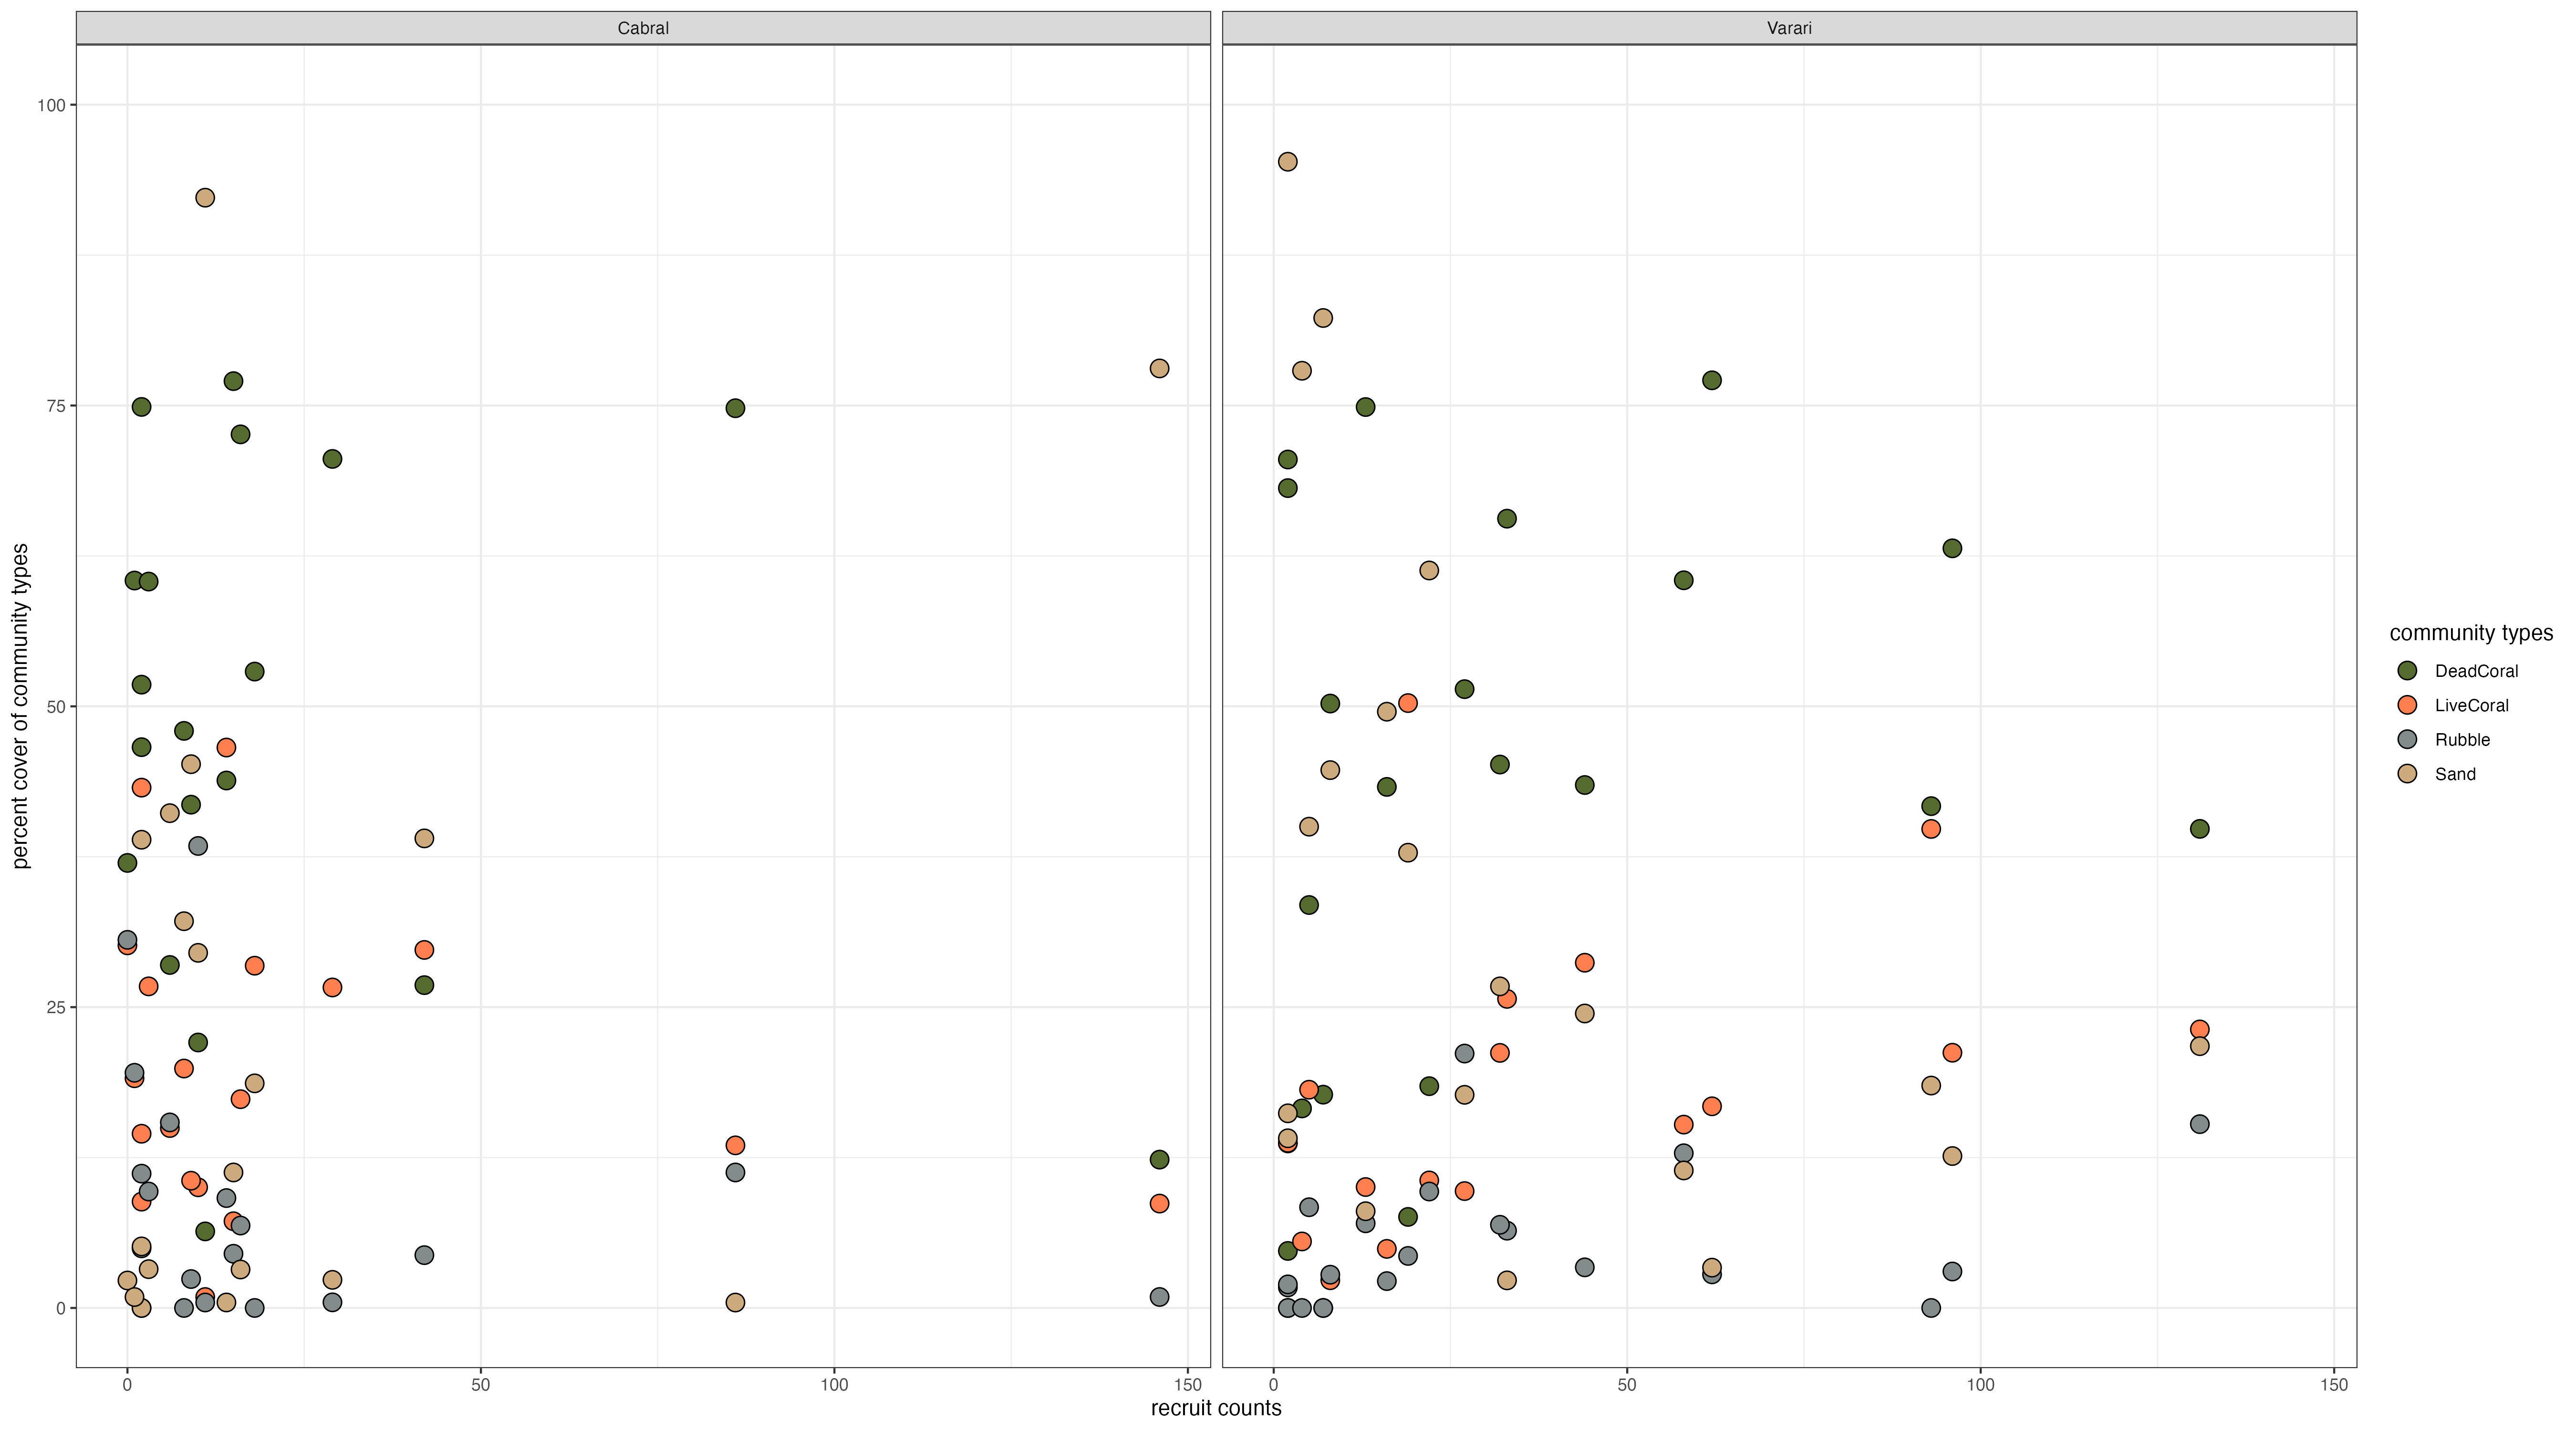 Cabral
Varari
100
75
50
25
0
percent cover of community types
0 50 100 150
0 50 100 150
recruit counts
community types
DeadCoral
LiveCoral
Rubble
Sand